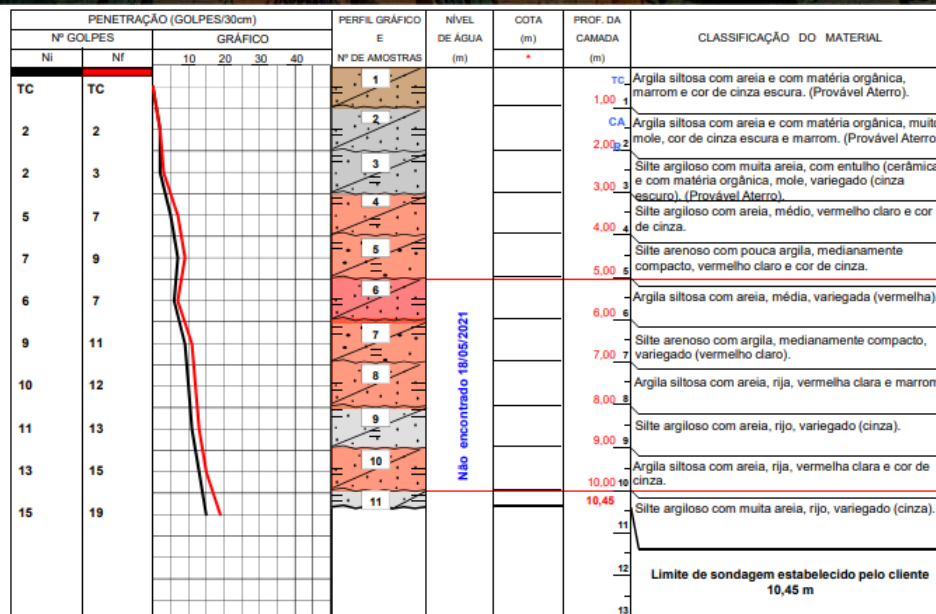 PENETRAÇÃO (GOLPES/30cm)
Nº GOLPES
GRÁFICO
Ni
Nf
10 20 30 40
PERFIL GRÁFICO
E
Nº DE AMOSTRAS
NÍVEL
DE ÁGUA
(m)
COTA
(m)
*
PROF. DA
CAMADA
(m)
CLASSIFICAÇÃO DO MATERIAL
TC TC
2 2
2 3
5 7
7 9
6 7
9 11
10 12
11 13
13 15
15 19
1
2
3
4
5
6
7
8
9
10
11
Não encontrado 18/05/2021
TC
1,00 1
CA
2,00 2
R
3,00 3
4,00 4
5,00 5
6,00 6
7,00 7
8,00 8
9,00 9
10,00 10
10,45
11
12
13
Argila siltosa com areia e com matéria orgânica,
marrom e cor de cinza escura. (Provável Aterro).
Argila siltosa com areia e com matéria orgânica, muito
mole, cor de cinza escura e marrom. (Provável Aterro
Silte argiloso com muita areia, com entulho (cerâmica
e com matéria orgânica, mole, variegado (cinza
escuro). (Provável Aterro).
Silte argiloso com areia, médio, vermelho claro e cor
de cinza.
Silte arenoso com pouca argila, medianamente
compacto, vermelho claro e cor de cinza.
Argila siltosa com areia, média, variegada (vermelha)
Silte arenoso com argila, medianamente compacto,
variegado (vermelho claro).
Argila siltosa com areia, rija, vermelha clara e marrom
Silte argiloso com areia, rijo, variegado (cinza).
Argila siltosa com areia, rija, vermelha clara e cor de
cinza.
Silte argiloso com muita areia, rijo, variegado (cinza).
Limite de sondagem estabelecido pelo cliente
10,45 m